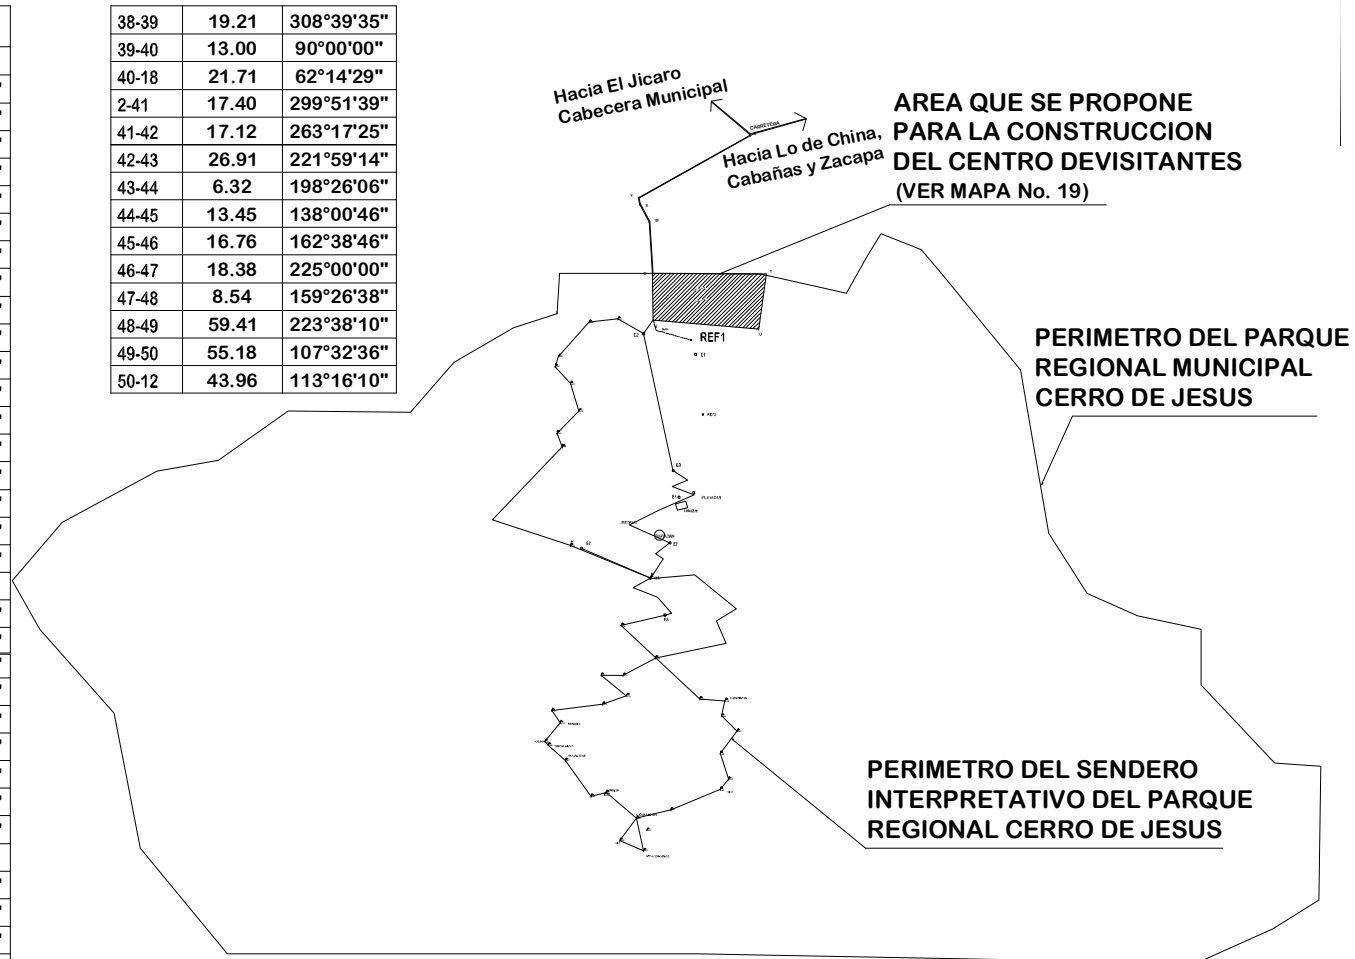 38-39 19.21 308°39'35"
39-40 13.00 90°00'00"
40-18 21.71 62°14'29"
2-41 17.40 299°51'39"
41-42 17.12 263°17'25"
42-43 26.91 221°59'14"
43-44 6.32 198°26'06"
44-45 13.45 138°00'46"
45-46 16.76 162°38'46"
46-47 18.38 225°00'00"
47-48 8.54 159°26'38"
48-49 59.41 223°38'10"
49-50 55.18 107°32'36"
50-12 43.96 113°16'10"
Hacia El Jicaro
Cabecera Municipal
CARRETERA
Hacia Lo de China,
Cabañas y Zacapa
AREA QUE SE PROPONE
PARA LA CONSTRUCCION
DEL CENTRO DEVISITANTES
(VER MAPA No. 19)
REF1
E2
E1
REF2
E3
PERIMETRO DEL PARQUE
REGIONAL MUNICIPAL
CERRO DE JESUS
PERIMETRO DEL SENDERO
INTERPRETATIVO DEL PARQUE
REGIONAL CERRO DE JESUS